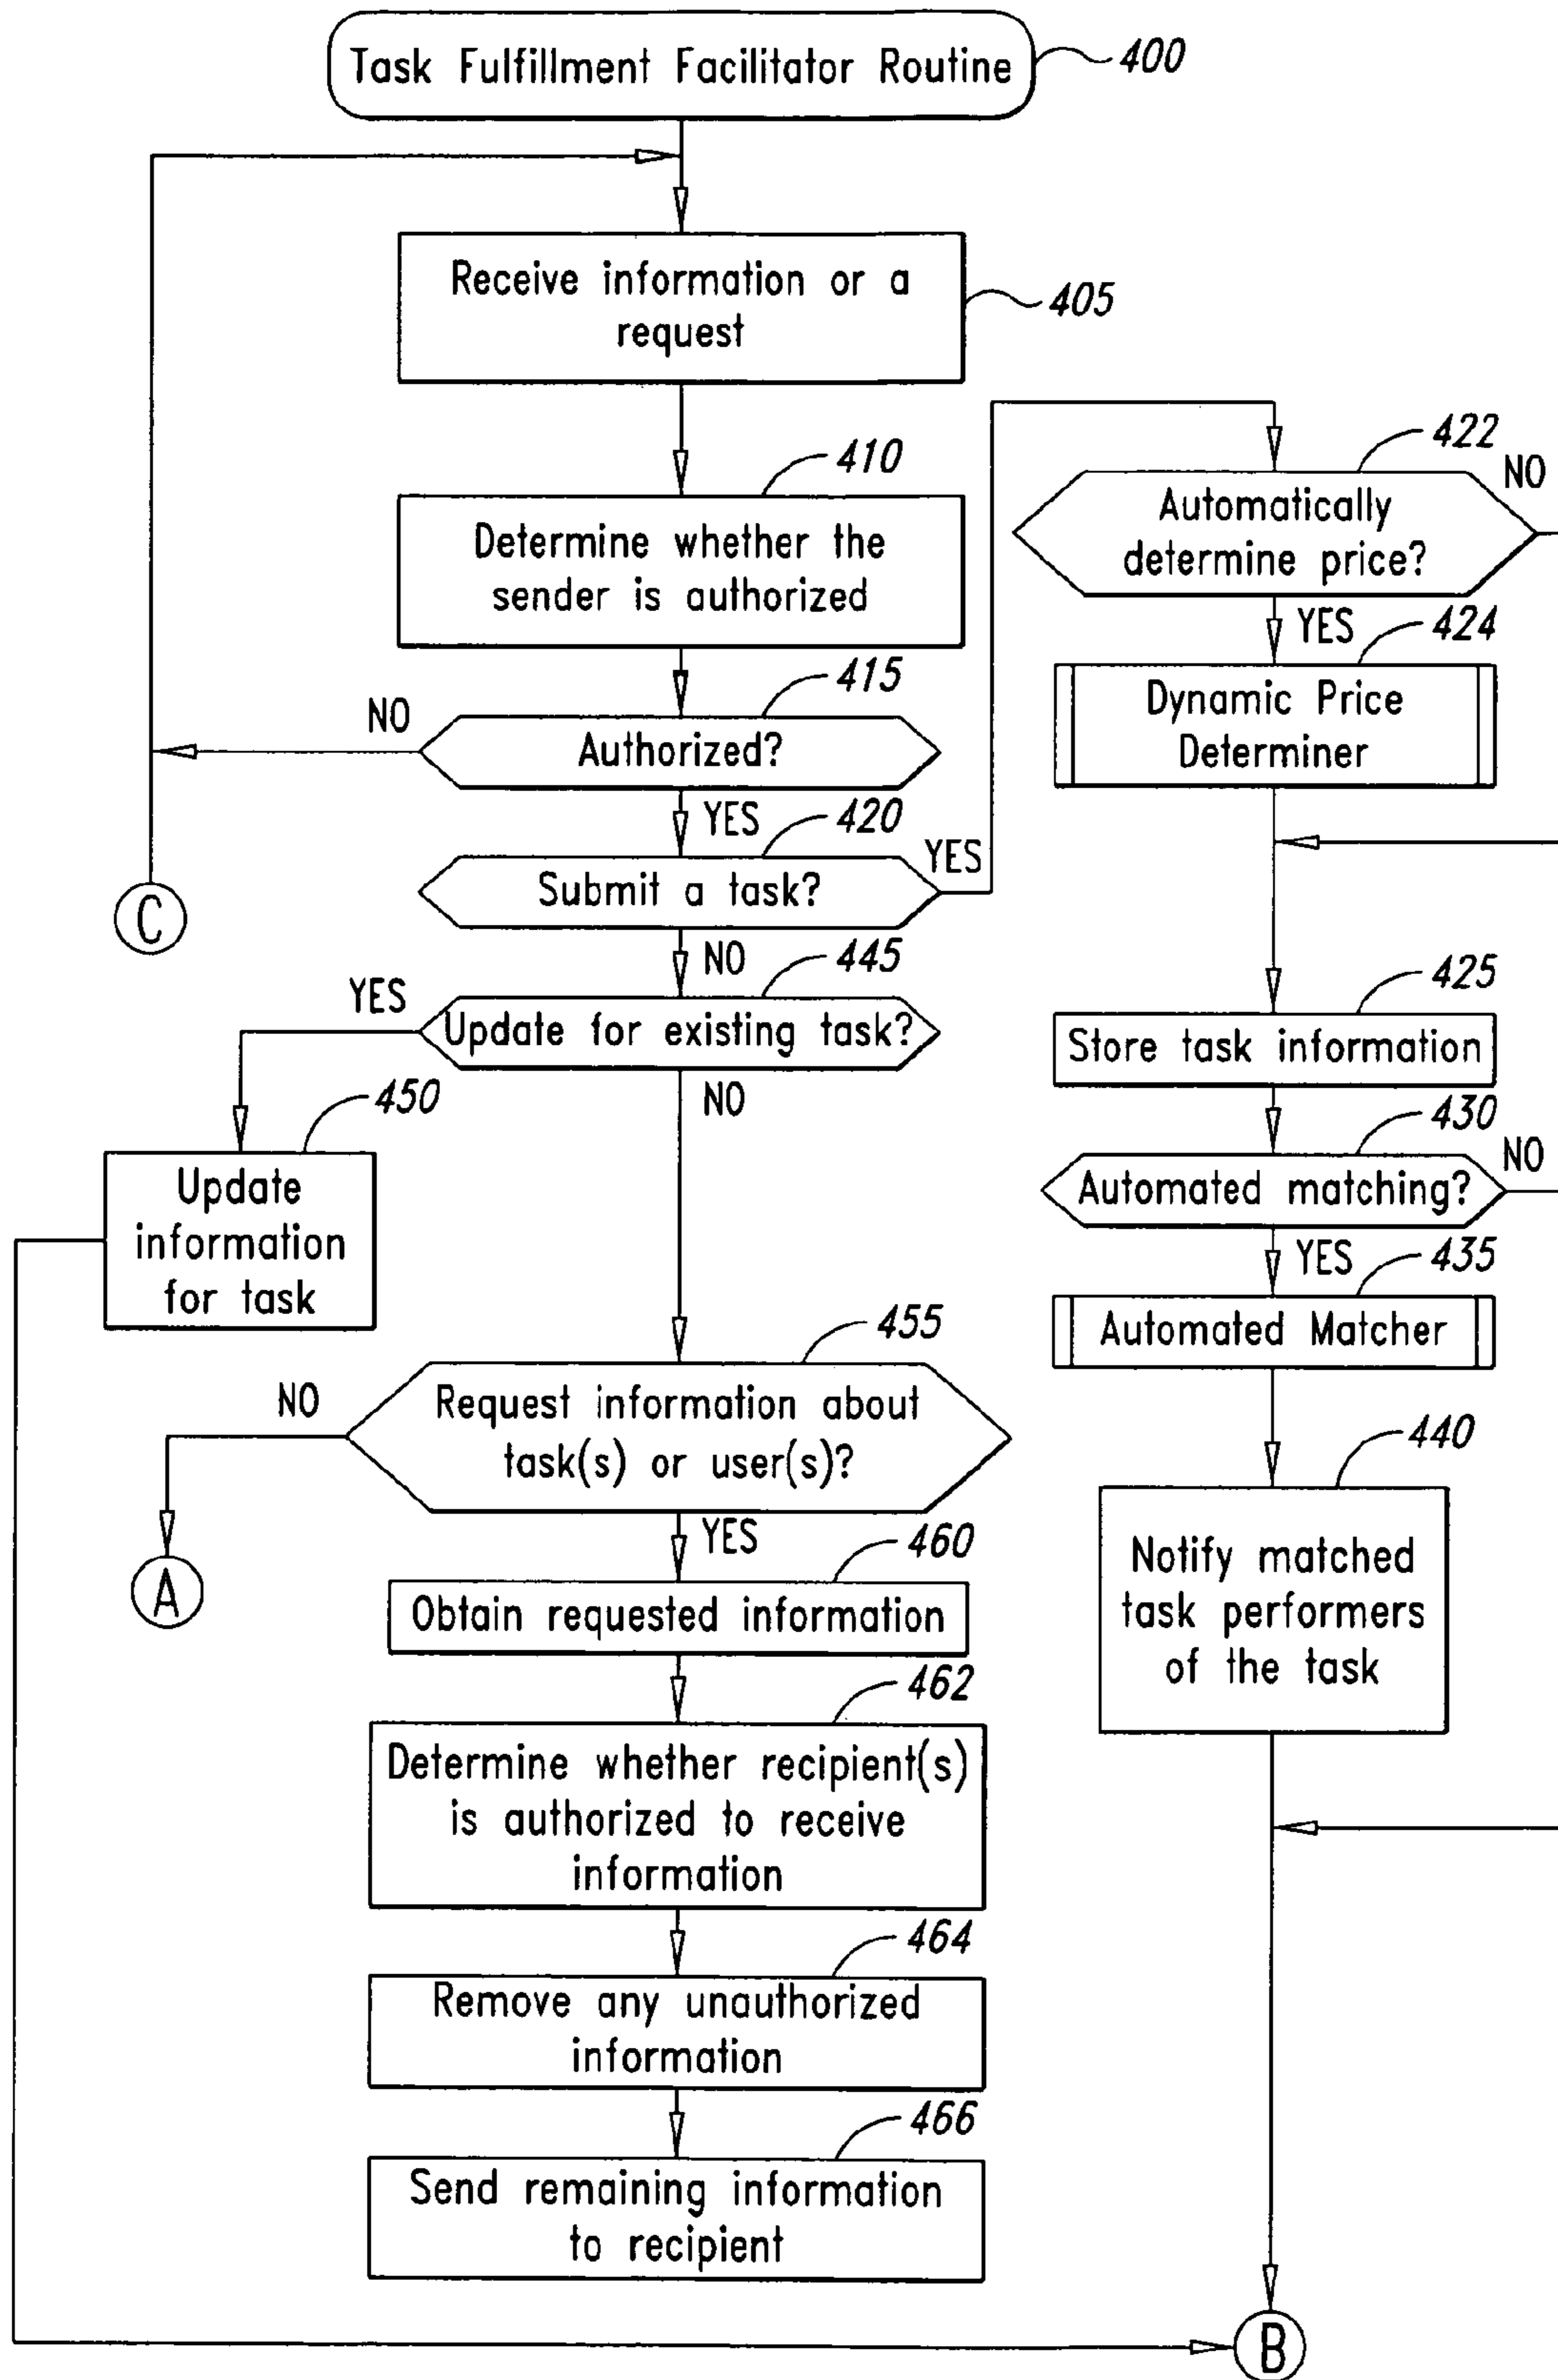 Task Fulfillment Facilitator Routine
400
Receive information or a
request
405
410
Determine whether the
sender is authorized
415
NO
Authorized?
YES
420
Submit a task?
YES
C
NO
445
YES
Update for existing task?
NO
450
Update
information
for task
455
NO
Request information about
task(s) or user(s)?
A
YES
460
Obtain requested information
462
Determine whether recipient(s)
is authorized to receive
information
464
Remove any unauthorized
information
466
Send remaining information
to recipient
422
NO
Automatically
determine price?
YES
424
Dynamic Price
Determiner
425
Store task information
430
NO
Automated matching?
YES
435
Automated Matcher
440
Notify matched
task performers
of the task
B